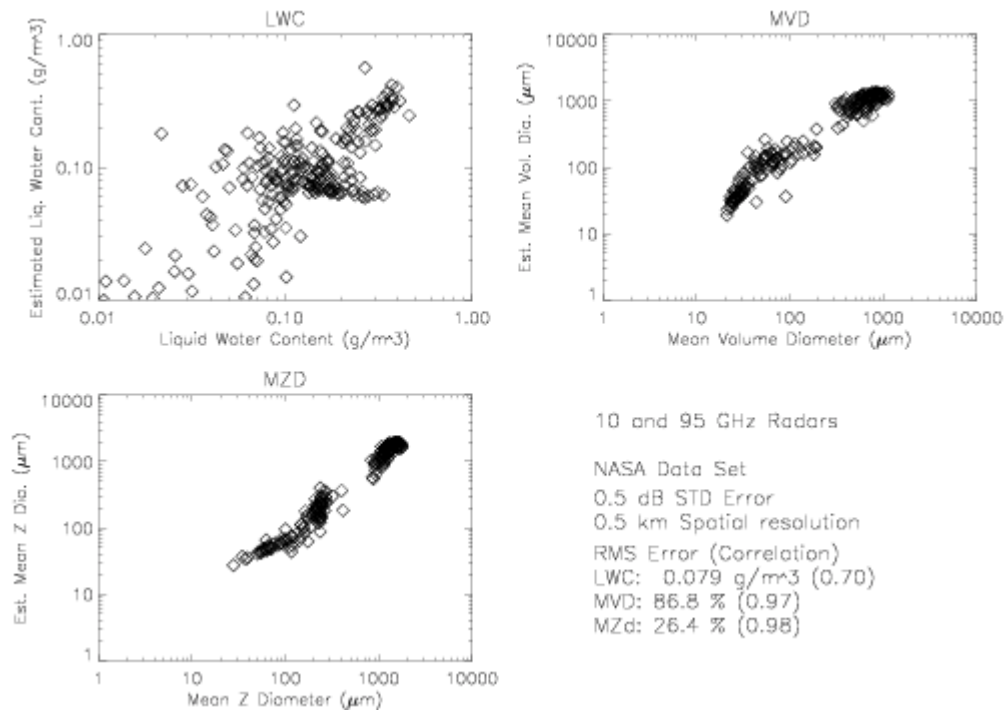 LWC
1.00
0.10
0.01
Estimated Liq. Water Cont. (g/m^3)
0.01 0.10 1.00
Liquid Water Content (g/m^3)
MVD
10000
1000
100
10
1
Est. Mean Vol. Dia. (μm)
1 10 100 1000 10000
Mean Volume Diameter (μm)
MZD
10000
1000
100
10
1
Est. Mean Z Dia. (μm)
1 10 100 1000 10000
Mean Z Diameter (μm)
10 and 95 GHz Radars
NASA Data Set
0.5 dB STD Error
0.5 km Spatial resolution
RMS Error (Correlation)
LWC: 0.079 g/m^3 (0.70)
MVD: 86.8 % (0.97)
MZd: 26.4 % (0.98)